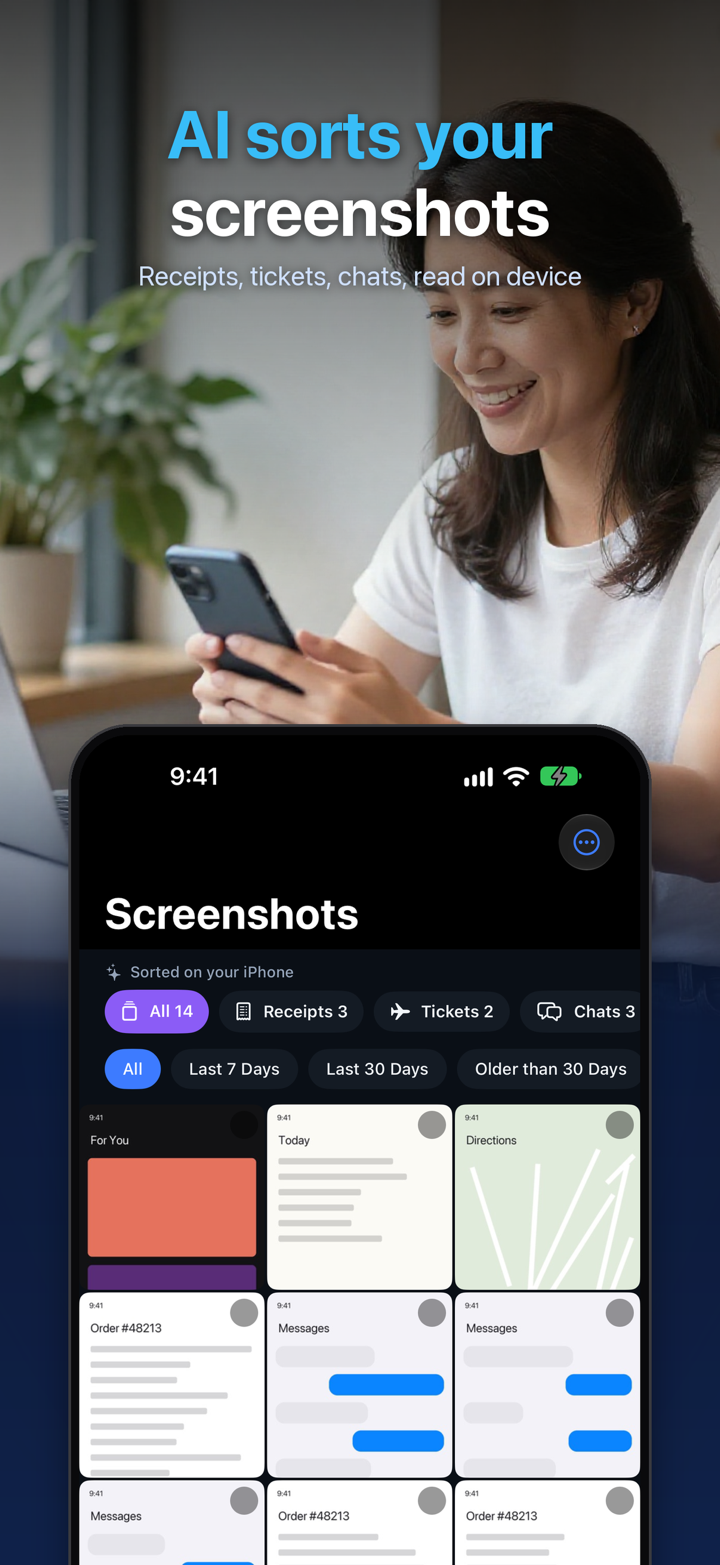 AI sorts your
screenshots
Receipts, tickets, chats, read on device
9:41
Screenshots
Sorted on your iPhone
All 14 Receipts 3 Tickets 2 Chats 3
All Last 7 Days Last 30 Days Older than 30 Days
9:41 9:41 9:41
For You Today Directions
9:41 9:41 9:41
Order #48213 Messages Messages
9:41 9:41 9:41
Messages Order #48213 Order #48213